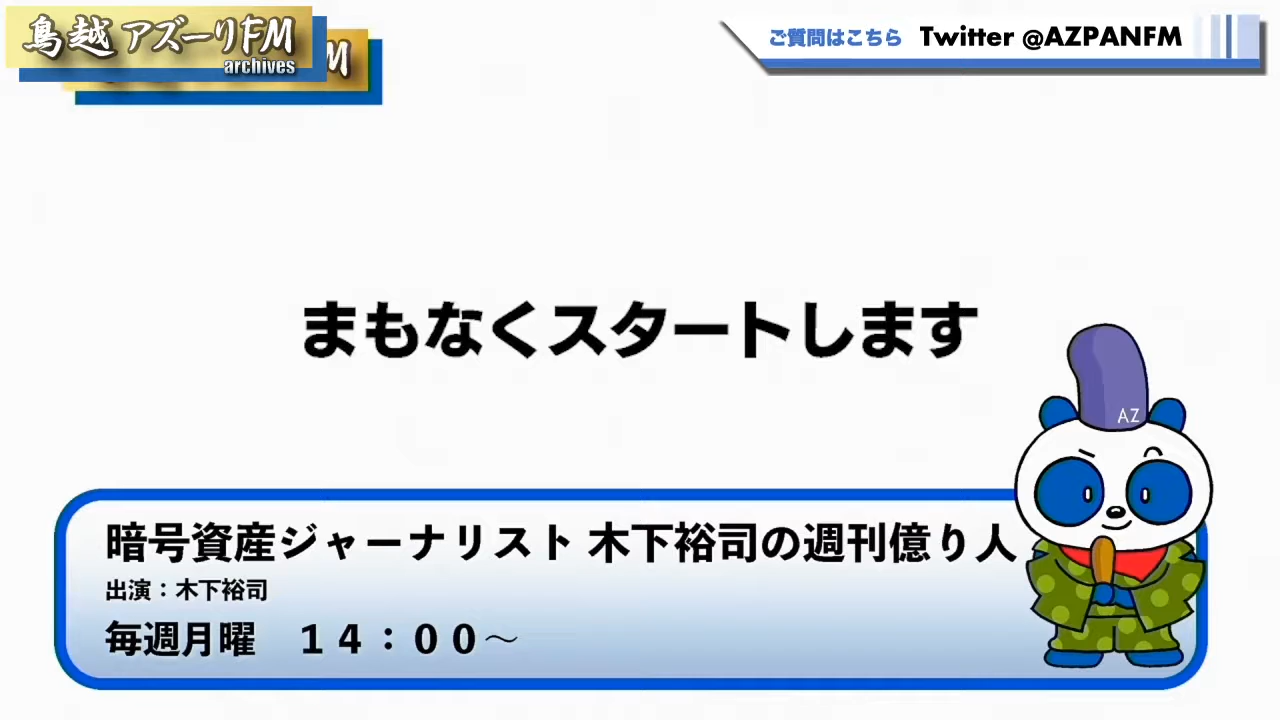 鳥越アズーリFM
archives
M
ご質問はこちら Twitter @AZPANFM
まもなくスタートします
AZ
暗号資産ジャーナリスト 木下裕司の週刊億り人
出演：木下裕司
毎週月曜　１４：００～